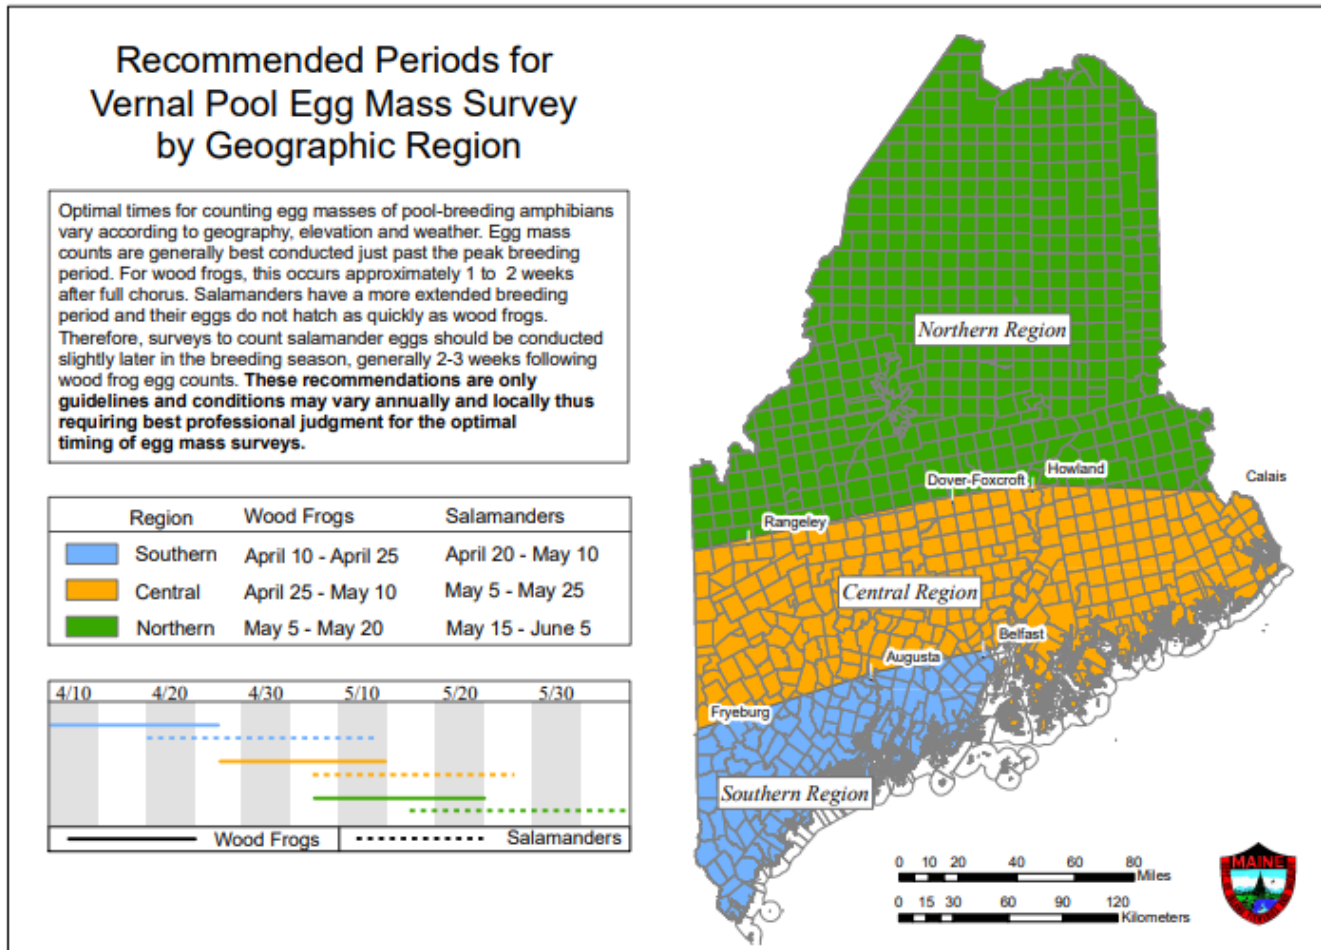 Recommended Periods for
Vernal Pool Egg Mass Survey
by Geographic Region
Optimal times for counting egg masses of pool-breeding amphibians
vary according to geography, elevation and weather. Egg mass
counts are generally best conducted just past the peak breeding
period. For wood frogs, this occurs approximately 1 to 2 weeks
after full chorus. Salamanders have a more extended breeding
period and their eggs do not hatch as quickly as wood frogs.
Therefore, surveys to count salamander eggs should be conducted
slightly later in the breeding season, generally 2-3 weeks following
wood frog egg counts. These recommendations are only
guidelines and conditions may vary annually and locally thus
requiring best professional judgment for the optimal
timing of egg mass surveys.
Region Wood Frogs Salamanders
Southern April 10 - April 25 April 20 - May 10
Central April 25 - May 10 May 5 - May 25
Northern May 5 - May 20 May 15 - June 5
4/10 4/20 4/30 5/10 5/20 5/30
Wood Frogs Salamanders
Northern Region
Howland
Calais
Dover-Foxcroft
Rangeley
Central Region
Belfast
Augusta
Fryeburg
Southern Region
0 10 20 40 60 80
Miles
0 15 30 60 90 120
Kilometers
MAINE